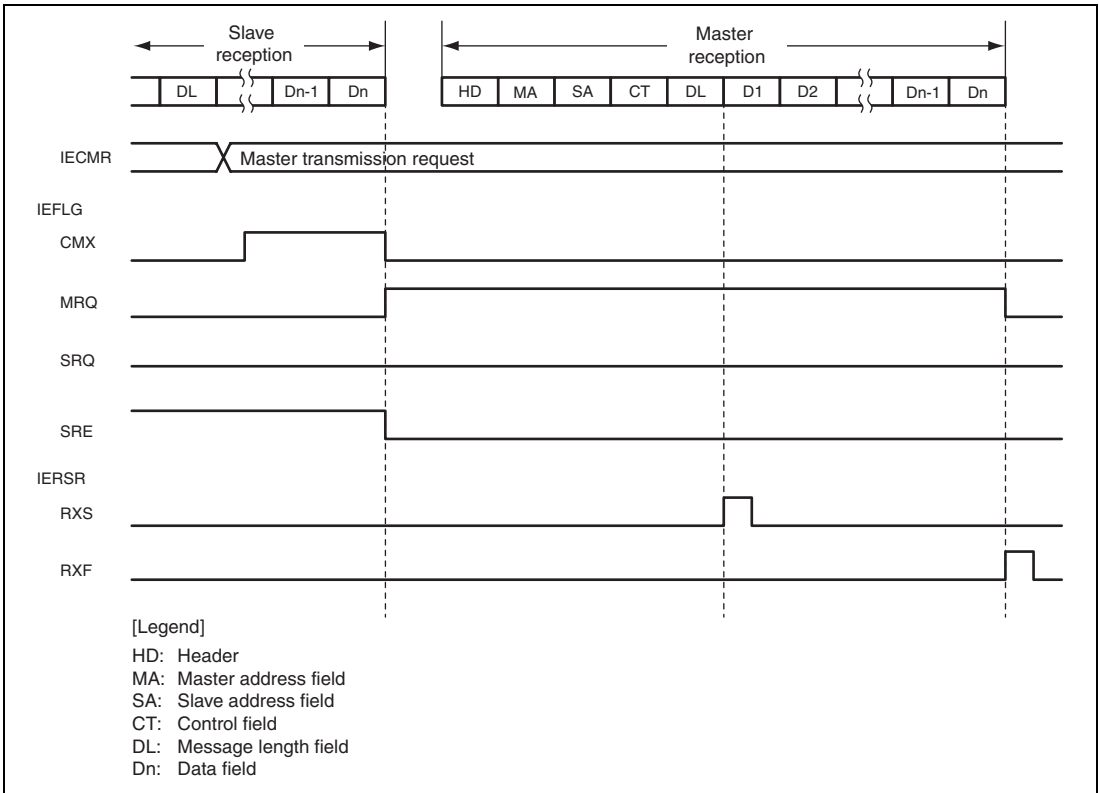 Slave
reception
Master
reception
DL Dn-1 Dn HD MA SA CT DL D1 D2 Dn-1 Dn
IECMR Master transmission request
IEFLG
CMX
MRQ
SRQ
SRE
IERSR
RXS
RXF
[Legend]
HD: Header
MA: Master address field
SA: Slave address field
CT: Control field
DL: Message length field
Dn: Data field